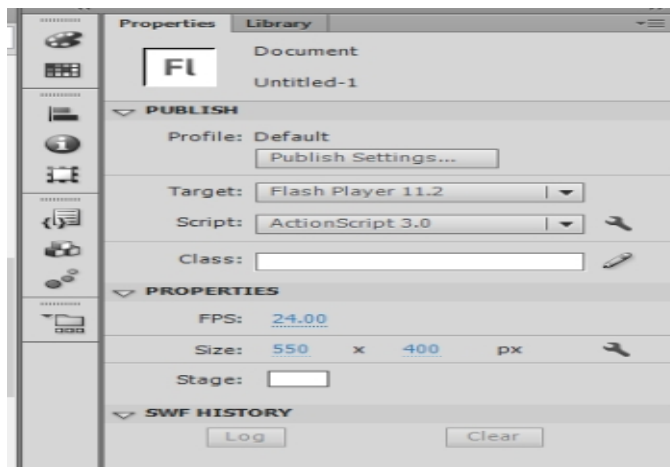 Properties Library
Fl Document
Untitled-1
PUBLISH
Profile: Default
Publish Settings...
Target: Flash Player 11.2
Script: ActionScript 3.0
Class:
PROPERTIES
FPS: 24.00
Size: 550 x 400 px
Stage:
SWF HISTORY
Log Clear